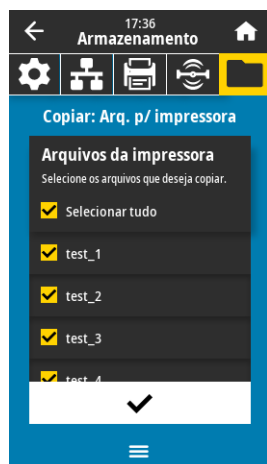 17:36
Armazenamento
Copiar: Arq. p/ impressora
Arquivos da impressora
Selecione os arquivos que deseja copiar.
Selecionar tudo
test_1
test_2
test_3
test_4